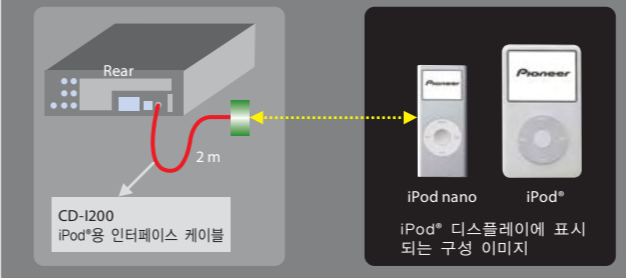 Rear
2 m
CD-I200
iPod®용 인터페이스 케이블
Pioneer
Pioneer
iPod nano
iPod®
iPod® 디스플레이에 표시
되는 구성 이미지